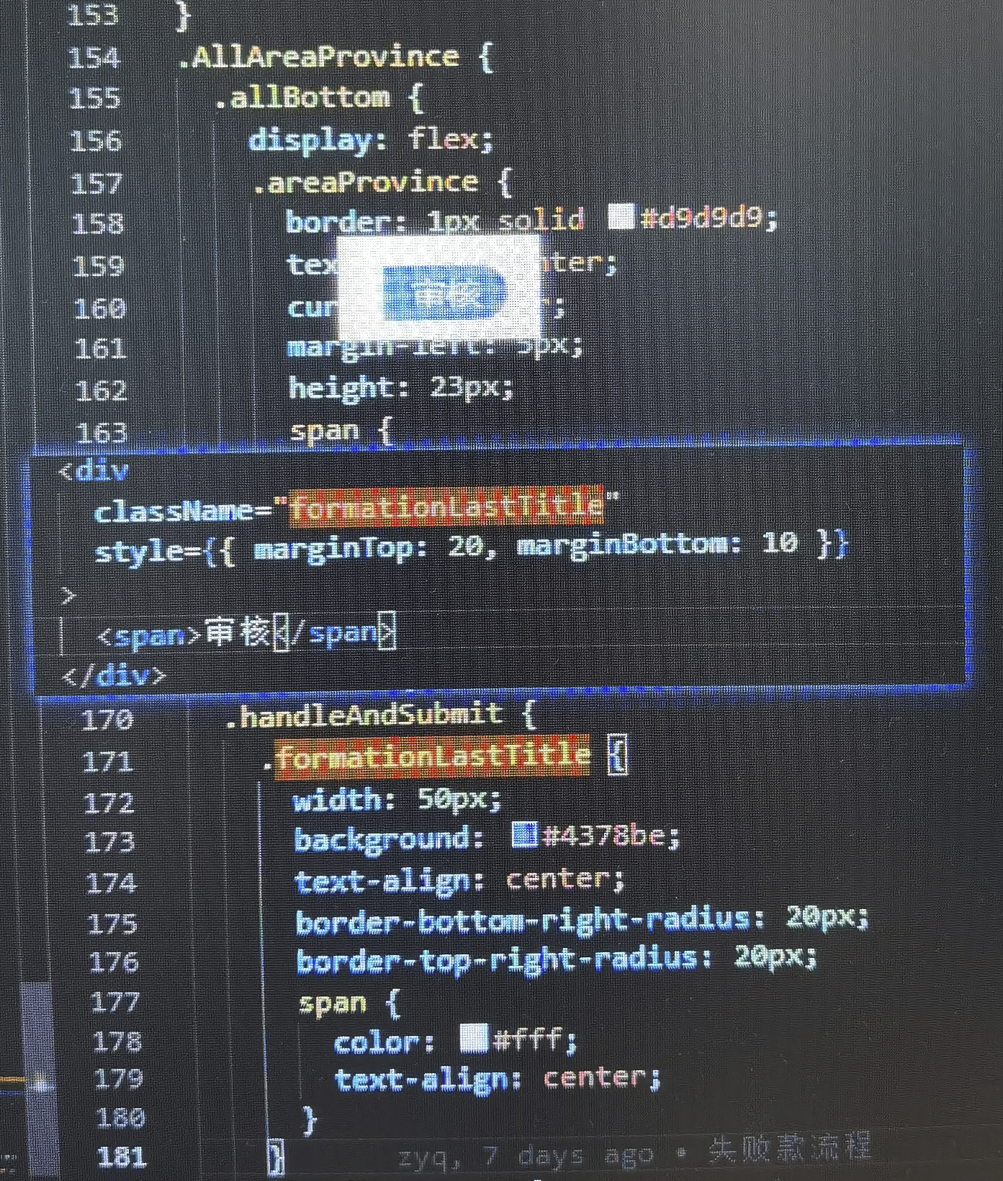 153 }
154 .AllAreaProvince {
155 .allBottom {
156 display: flex;
157 .areaProvince {
158 border: 1px solid #d9d9d9;
159 tex nter;
审核
160 cur r;
161 margin-left: 5px;
162 height: 23px;
163 span {
<div
className="formationLastTitle"
style={{ marginTop: 20, marginBottom: 10 }}
>
<span>审核</span>
</div>
170 .handleAndSubmit {
171 .formationLastTitle {
172 width: 50px;
173 background: #4378be;
174 text-align: center;
175 border-bottom-right-radius: 20px;
176 border-top-right-radius: 20px;
177 span {
178 color: #fff;
179 text-align: center;
180 }
181 } zyq, 7 days ago • 失败款流程